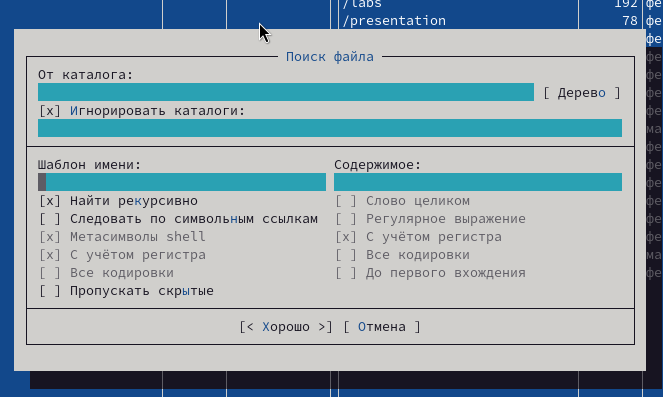 /labs 192 фе
/presentation 78 фе
фе
Поиск файла
От каталога:
[ Дерево ]
[x] Игнорировать каталоги:
Шаблон имени: Содержимое:
[x] Найти рекурсивно [ ] Слово целиком
[ ] Следовать по символьным ссылкам [ ] Регулярное выражение
[x] Метасимволы shell [x] С учётом регистра
[x] С учётом регистра [ ] Все кодировки
[ ] Все кодировки [ ] До первого вхождения
[ ] Пропускать скрытые
[< Хорошо >] [ Отмена ]